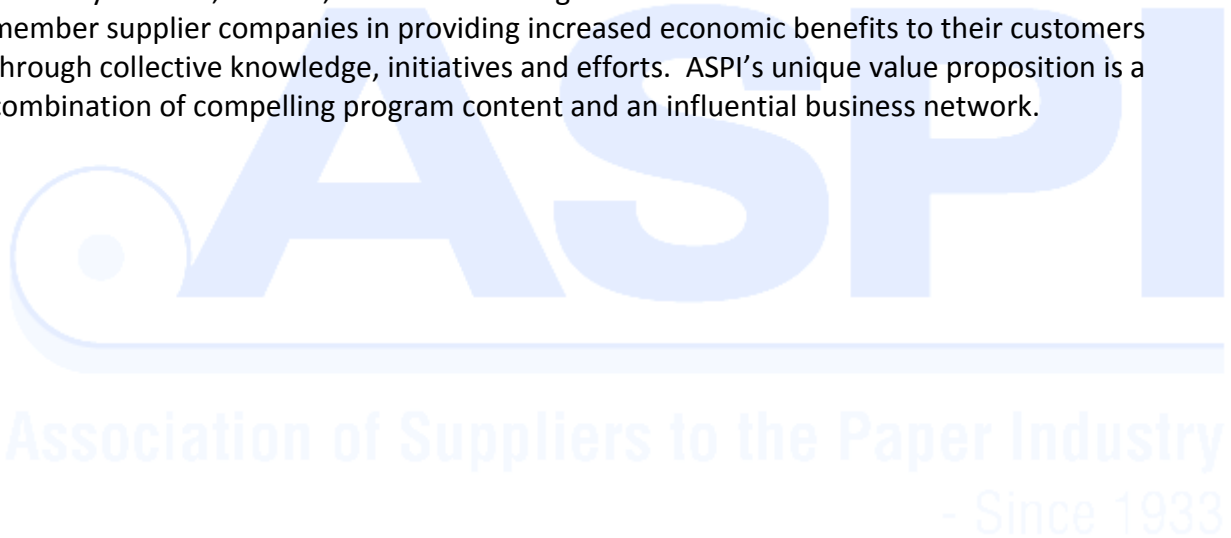 member supplier companies in providing increased economic benefits to their customers
through collective knowledge, initiatives and efforts.  ASPI’s unique value proposition is a
combination of compelling program content and an influential business network.
ASPI
Association of Suppliers to the Paper Industry
- Since 1933